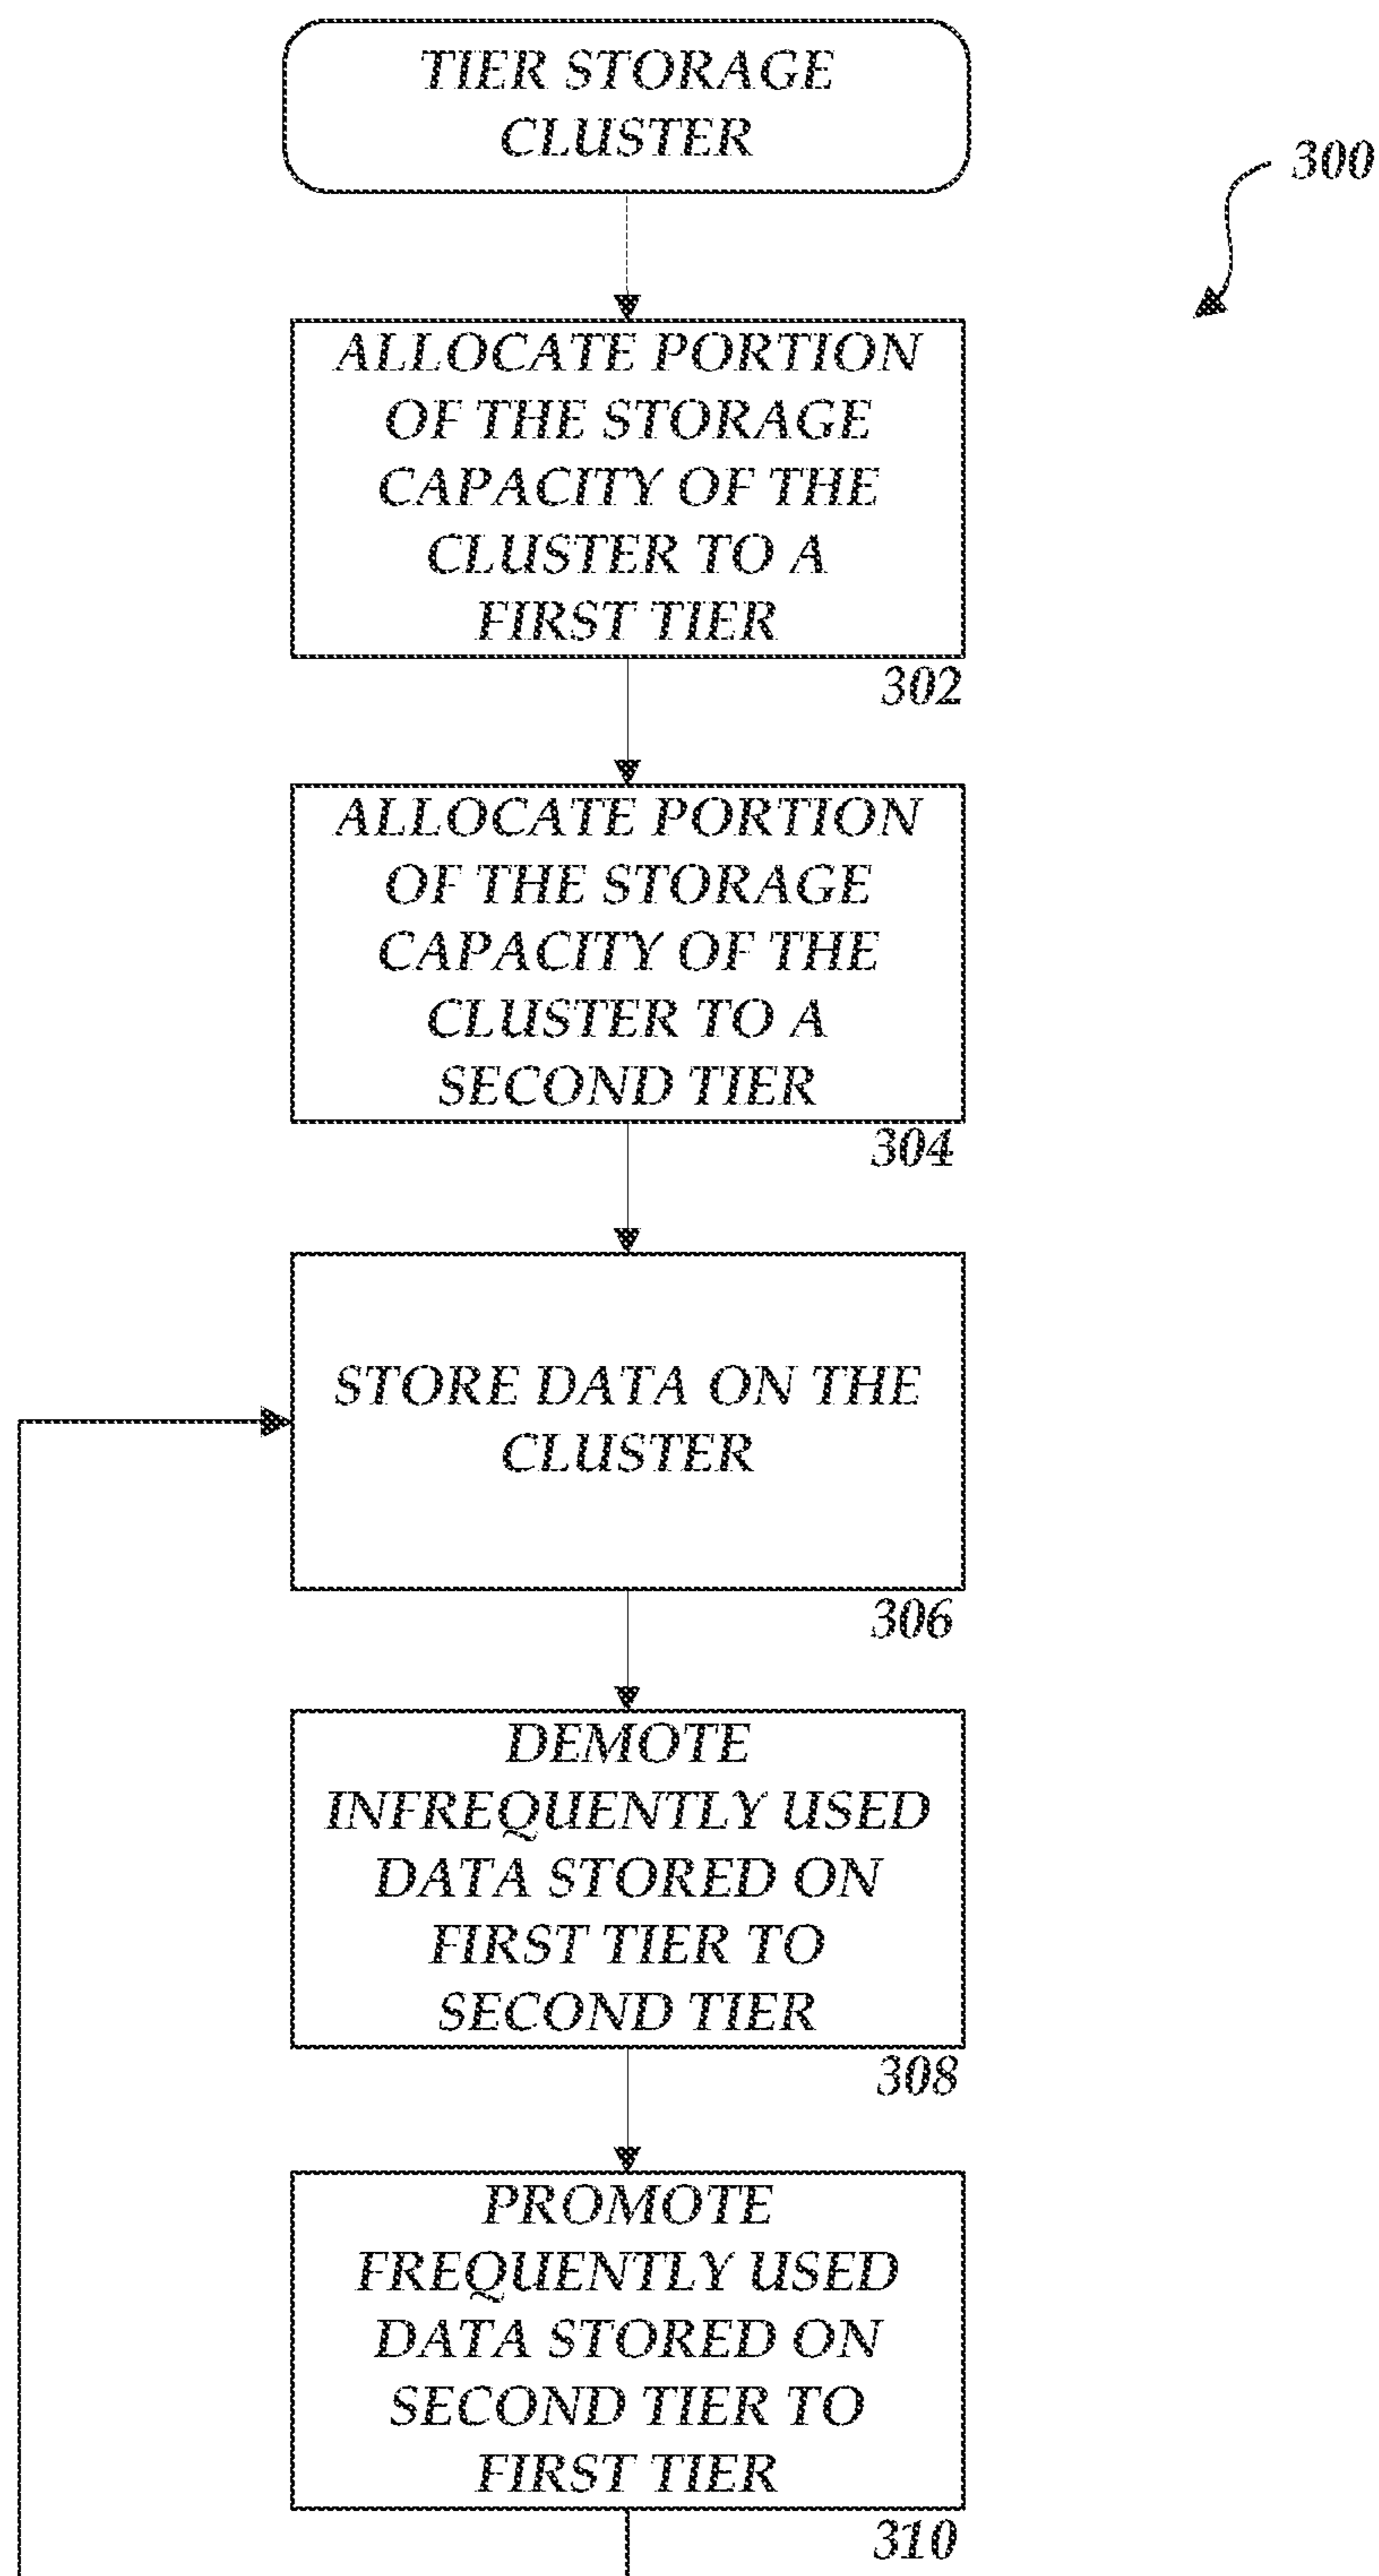 TIER STORAGE
CLUSTER
300
ALLOCATE PORTION
OF THE STORAGE
CAPACITY OF THE
CLUSTER TO A
FIRST TIER
302
ALLOCATE PORTION
OF THE STORAGE
CAPACITY OF THE
CLUSTER TO A
SECOND TIER
304
STORE DATA ON THE
CLUSTER
306
DEMOTE
INFREQUENTLY USED
DATA STORED ON
FIRST TIER TO
SECOND TIER
308
PROMOTE
FREQUENTLY USED
DATA STORED ON
SECOND TIER TO
FIRST TIER
310